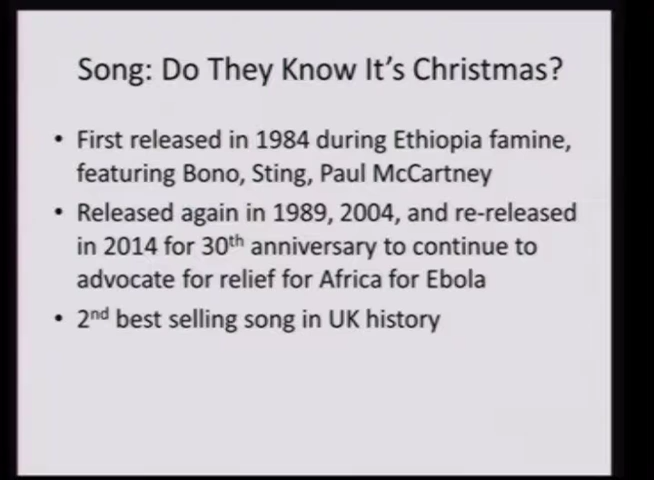 Song: Do They Know It's Christmas?
• First released in 1984 during Ethiopia famine,
featuring Bono, Sting, Paul McCartney
• Released again in 1989, 2004, and re-released
in 2014 for 30th anniversary to continue to
advocate for relief for Africa for Ebola
• 2nd best selling song in UK history